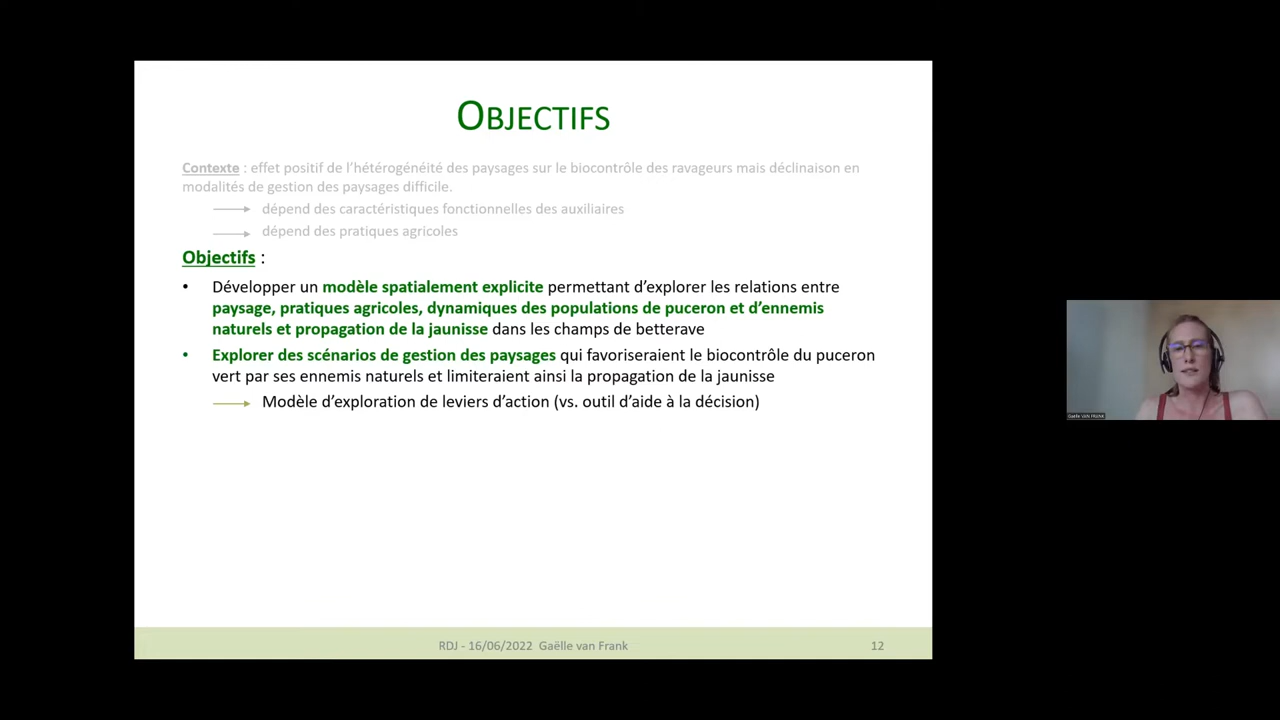 OBJECTIFS
Contexte : effet positif de l’hétérogénéité des paysages sur le biocontrôle des ravageurs mais déclinaison en
modalités de gestion des paysages difficile.
dépend des caractéristiques fonctionnelles des auxiliaires
dépend des pratiques agricoles
Objectifs :
• Développer un modèle spatialement explicite permettant d’explorer les relations entre
paysage, pratiques agricoles, dynamiques des populations de puceron et d’ennemis
naturels et propagation de la jaunisse dans les champs de betterave
• Explorer des scénarios de gestion des paysages qui favoriseraient le biocontrôle du puceron
vert par ses ennemis naturels et limiteraient ainsi la propagation de la jaunisse
Modèle d’exploration de leviers d’action (vs. outil d’aide à la décision)
RDJ - 16/06/2022 Gaëlle van Frank
12
Gaëlle VAN FRANK